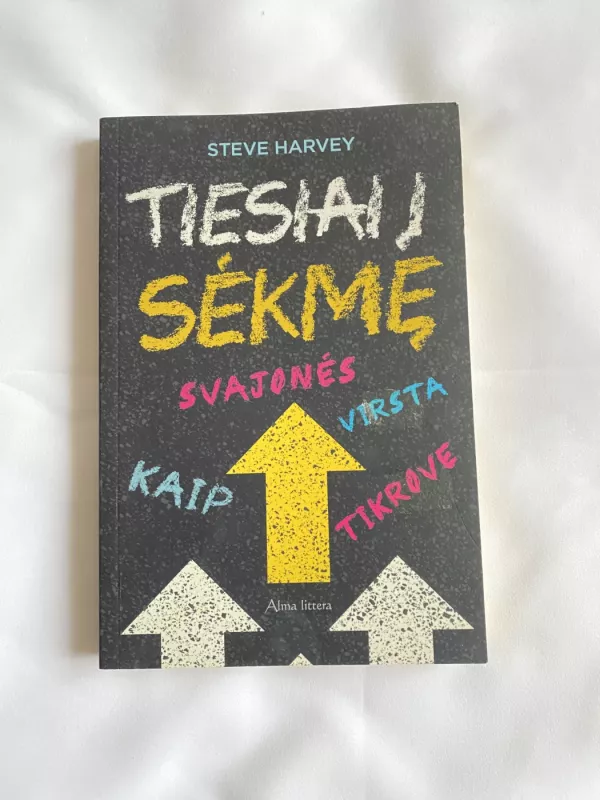 STEVE HARVEY
TIESIAI Į
SĖKMĘ
SVAJONĖS
VIRSTA
KAIP
TIKROVE
Alma littera